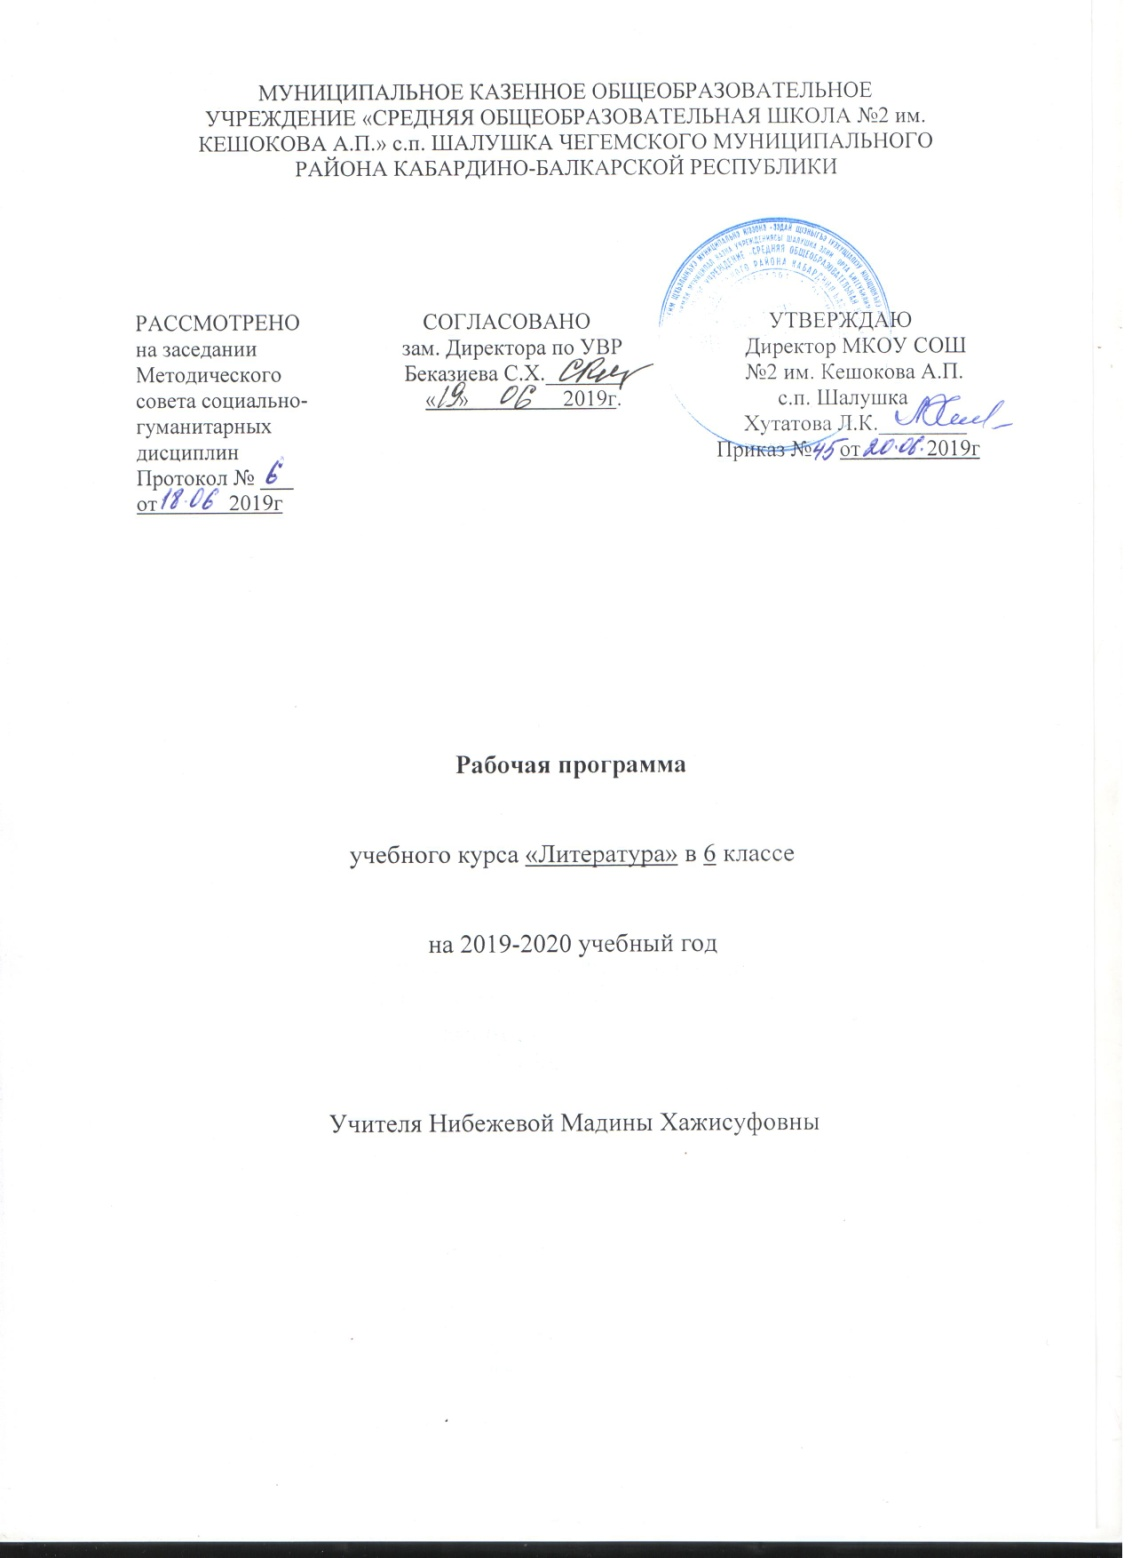 МУНИЦИПАЛЬНОЕ КАЗЕННОЕ ОБЩЕОБРАЗОВАТЕЛЬНОЕ
УЧРЕЖДЕНИЕ «СРЕДНЯЯ ОБЩЕОБРАЗОВАТЕЛЬНАЯ ШКОЛА №2 им.
КЕШОКОВА А.П.» с.п. ШАЛУШКА ЧЕГЕМСКОГО МУНИЦИПАЛЬНОГО
РАЙОНА КАБАРДИНО-БАЛКАРСКОЙ РЕСПУБЛИКИ
РАССМОТРЕНО
на заседании
Методического
совета социально-
гуманитарных
дисциплин
Протокол № 6
от 18.06 2019г
СОГЛАСОВАНО
зам. Директора по УВР
Беказиева С.Х.
«19» 06 2019г.
УТВЕРЖДАЮ
Директор МКОУ СОШ
№2 им. Кешокова А.П.
с.п. Шалушка
Хутатова Л.К.
Приказ №45 от 20.06.2019г
Рабочая программа
учебного курса «Литература» в 6 классе
на 2019-2020 учебный год
Учителя Нибежевой Мадины Хажисуфовны